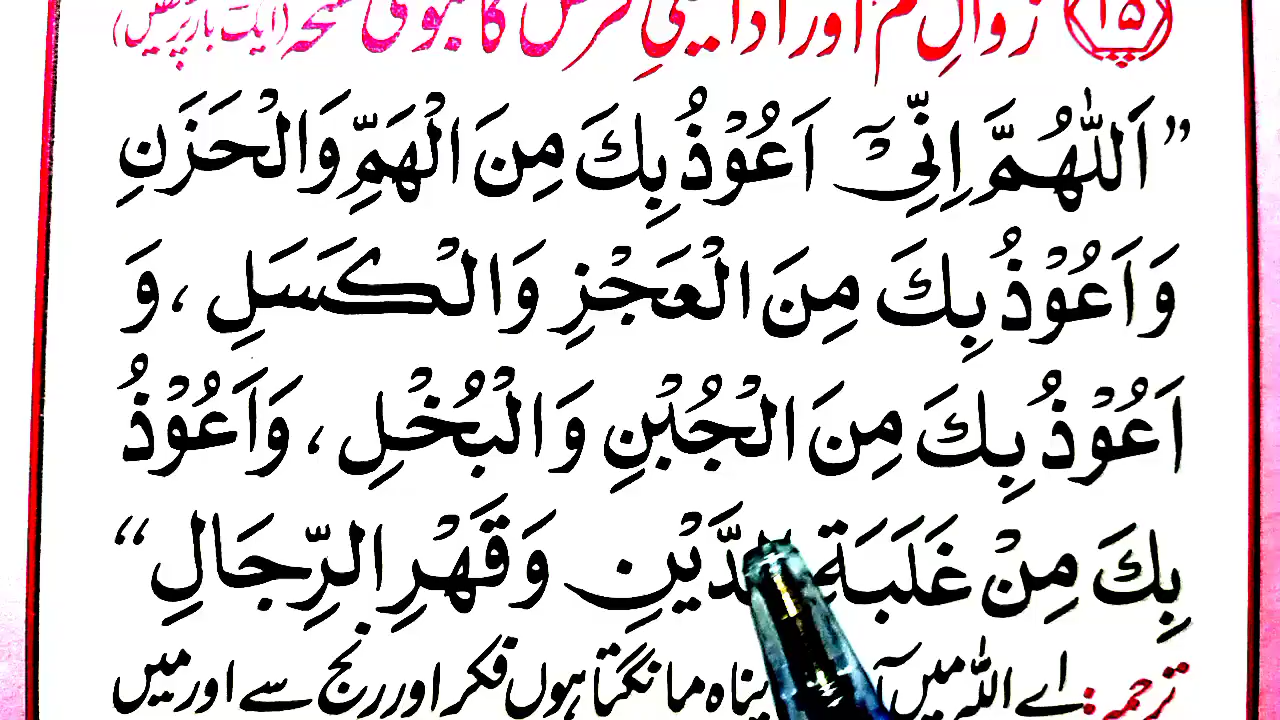 ۱۵ زوالِ غم اور ادائیگیِ قرض کا نبوی نسخہ (ایک بار پڑھیں)
”اَللّٰهُمَّ اِنِّیْۤ اَعُوْذُ بِكَ مِنَ الْهَمِّ وَالْحَزَنِ
وَاَعُوْذُ بِكَ مِنَ الْعَجْزِ وَالْكَسَلِ ، وَ
اَعُوْذُ بِكَ مِنَ الْجُبْنِ وَالْبُخْلِ ، وَاَعُوْذُ
بِكَ مِنْ غَلَبَةِ الدَّيْنِ وَقَهْرِ الرِّجَالِ“
ترجمہ: اے اللہ میں پناہ مانگتا ہوں فکر اور رنج سے اور میں